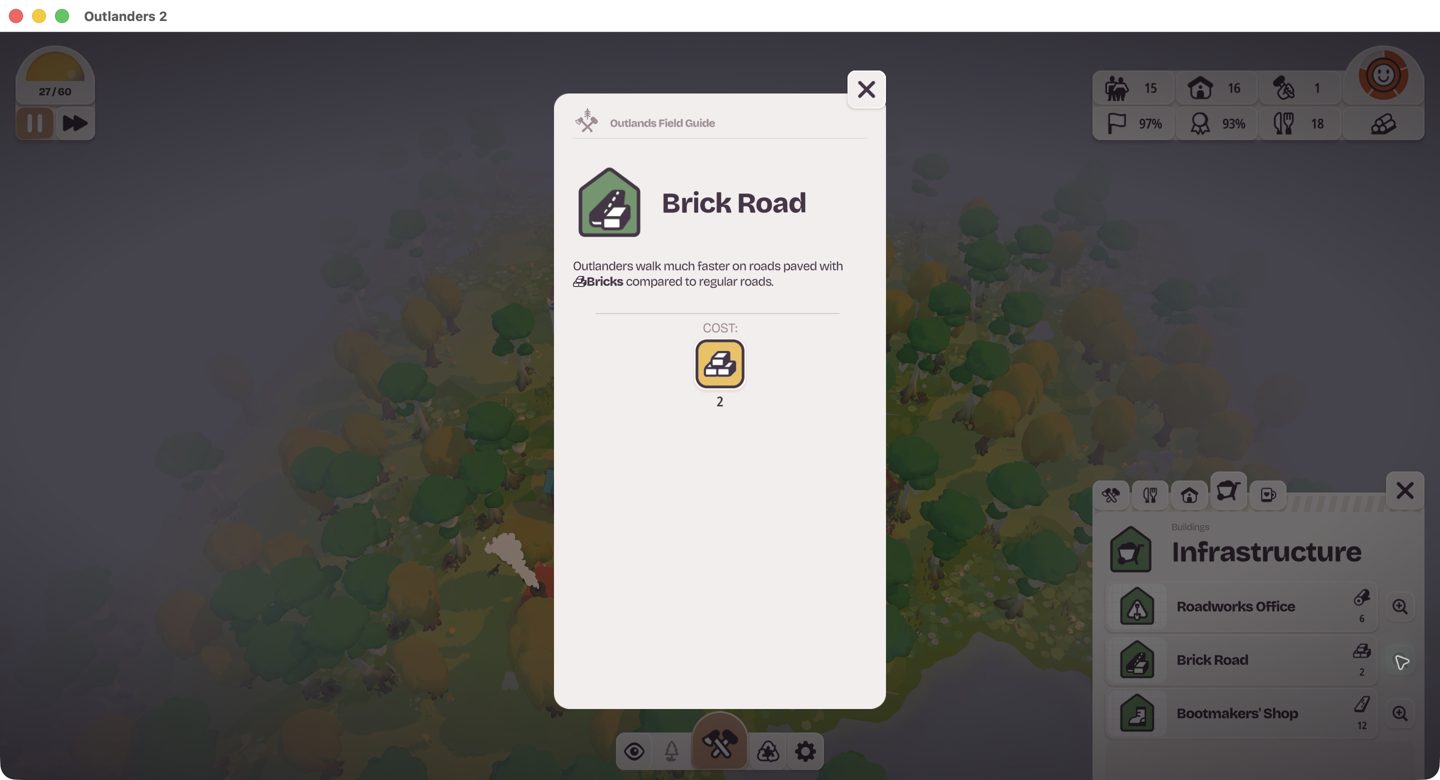 Outlanders 2
27/60
15
16
1
97%
93%
18
Outlands Field Guide
Brick Road
Outlanders walk much faster on roads paved with
Bricks compared to regular roads.
COST:
2
Buildings
Infrastructure
Roadworks Office
6
Brick Road
2
Bootmakers' Shop
12